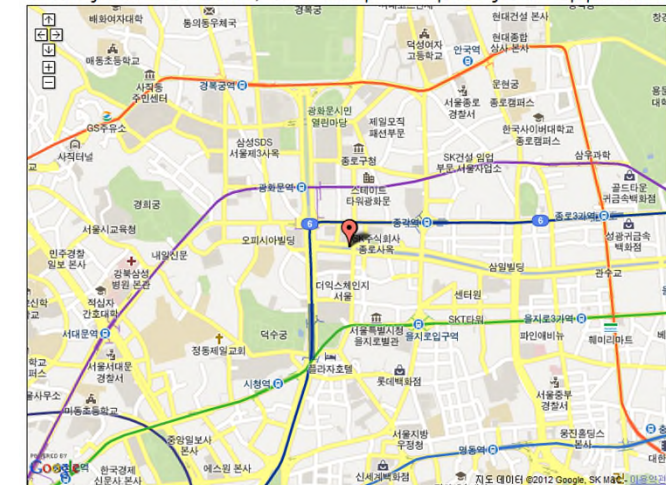 배화여자대학
통의동우체국
경복궁
현대건설 본사
매동초등학교
덕성여자
고등학교
안국역
현대종합
상사 본사
사직동
주민센터
경복궁역
운현궁
광화문시민
열린마당
제일모직
패션부문
서울종로
경찰서
종로캠퍼스
GS주유소
한국사이버대학교
종로캠퍼스
사직터널
삼성SDS
서울제3사옥
종로구청
SK건설 임업
부문.서울사업소
삼우과학
광화문역
스테이트
타워광화문
골드타운
귀금속백화점
경희궁
6
종각역
6
종로3가역
서울시교육청
오피시아빌딩
종로사옥
성광귀금속
백화점
민주경찰
일보 본사
내일신문
강북삼성
병원 본관
삼일빌딩
관수교
적십자
간호대학
더익스체인지
서울
센터원
서대문역
덕수궁
서울특별시청
을지로별관
SKT타워
을지로3가역
을지로입구역
파인애비뉴
훼미리마트
정동제일교회
서울서대문
경찰서
시청역
플라자호텔
롯데백화점
서울중부
경찰서
미동초등학교
중앙일보사
본사
서울지방
우정청
명동역
웅진홀딩스
본사
POWERED BY
Google
한국경제
신문사 본사
에스원 본사
신세계백화점
지도 데이터 ©2012 Google, SK M&C - 이용약관